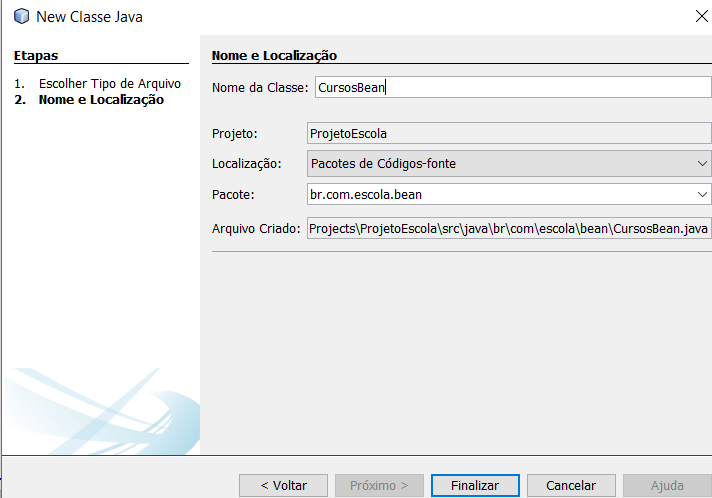 New Classe Java
Etapas
1. Escolher Tipo de Arquivo
2. Nome e Localização
Nome e Localização
Nome da Classe: CursosBean
Projeto: ProjetoEscola
Localização: Pacotes de Códigos-fonte
Pacote: br.com.escola.bean
Arquivo Criado: Projects\ProjetoEscola\src\java\br\com\escola\bean\CursosBean.java
< Voltar
Próximo >
Finalizar
Cancelar
Ajuda